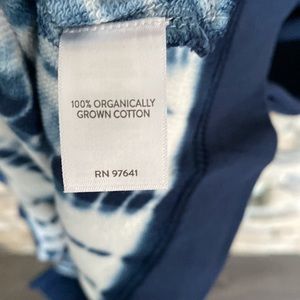 100% ORGANICALLY
GROWN COTTON
RN 97641